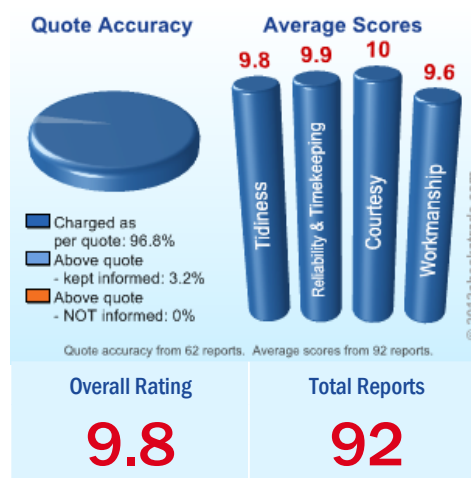 Quote Accuracy
Average Scores
9.8
9.9
10
9.6
Tidiness
Reliability & Timekeeping
Courtesy
Workmanship
Charged as
per quote: 96.8%
Above quote
- kept informed: 3.2%
Above quote
- NOT informed: 0%
Quote accuracy from 62 reports. Average scores from 92 reports.
Overall Rating
Total Reports
9.8
92